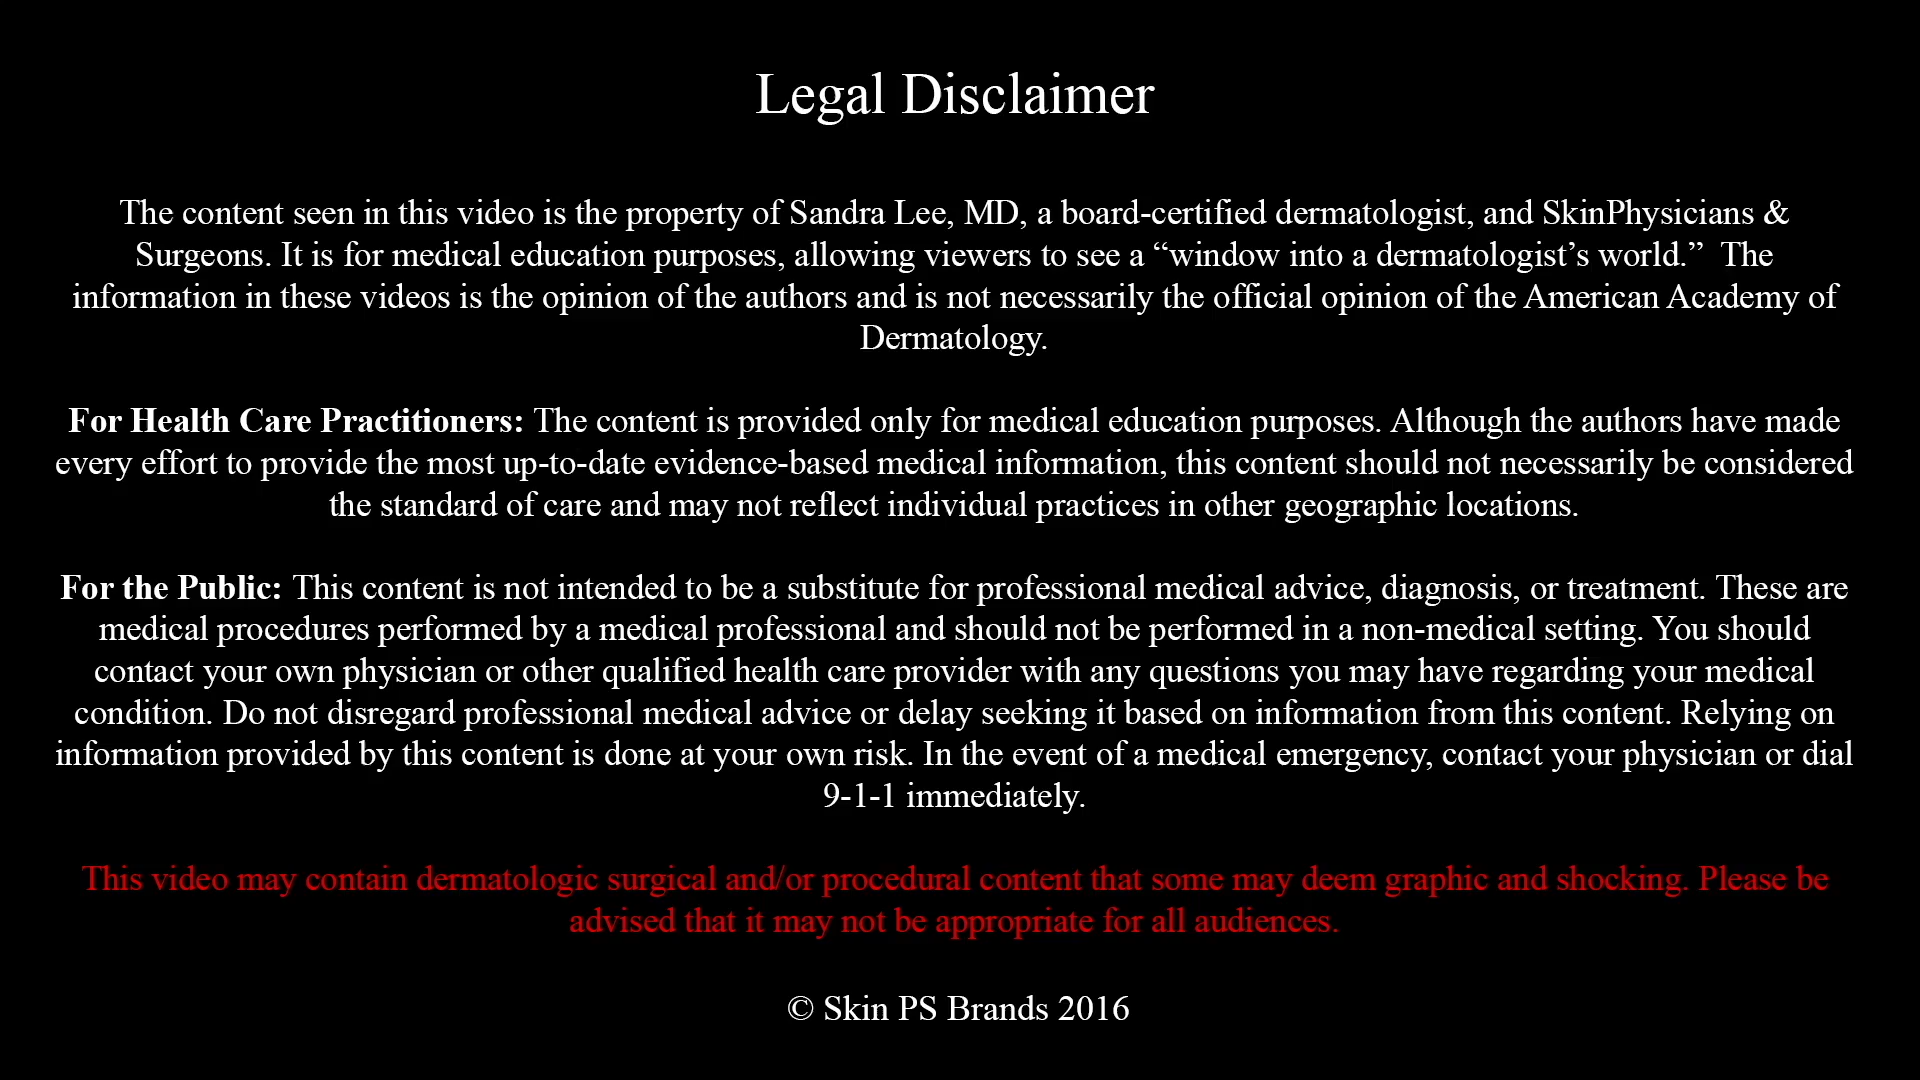 Legal Disclaimer
The content seen in this video is the property of Sandra Lee, MD, a board-certified dermatologist, and SkinPhysicians &
Surgeons. It is for medical education purposes, allowing viewers to see a “window into a dermatologist’s world.”  The
information in these videos is the opinion of the authors and is not necessarily the official opinion of the American Academy of
Dermatology.
For Health Care Practitioners: The content is provided only for medical education purposes. Although the authors have made
every effort to provide the most up-to-date evidence-based medical information, this content should not necessarily be considered
the standard of care and may not reflect individual practices in other geographic locations.
For the Public: This content is not intended to be a substitute for professional medical advice, diagnosis, or treatment. These are
medical procedures performed by a medical professional and should not be performed in a non-medical setting. You should
contact your own physician or other qualified health care provider with any questions you may have regarding your medical
condition. Do not disregard professional medical advice or delay seeking it based on information from this content. Relying on
information provided by this content is done at your own risk. In the event of a medical emergency, contact your physician or dial
9-1-1 immediately.
This video may contain dermatologic surgical and/or procedural content that some may deem graphic and shocking. Please be
advised that it may not be appropriate for all audiences.
© Skin PS Brands 2016